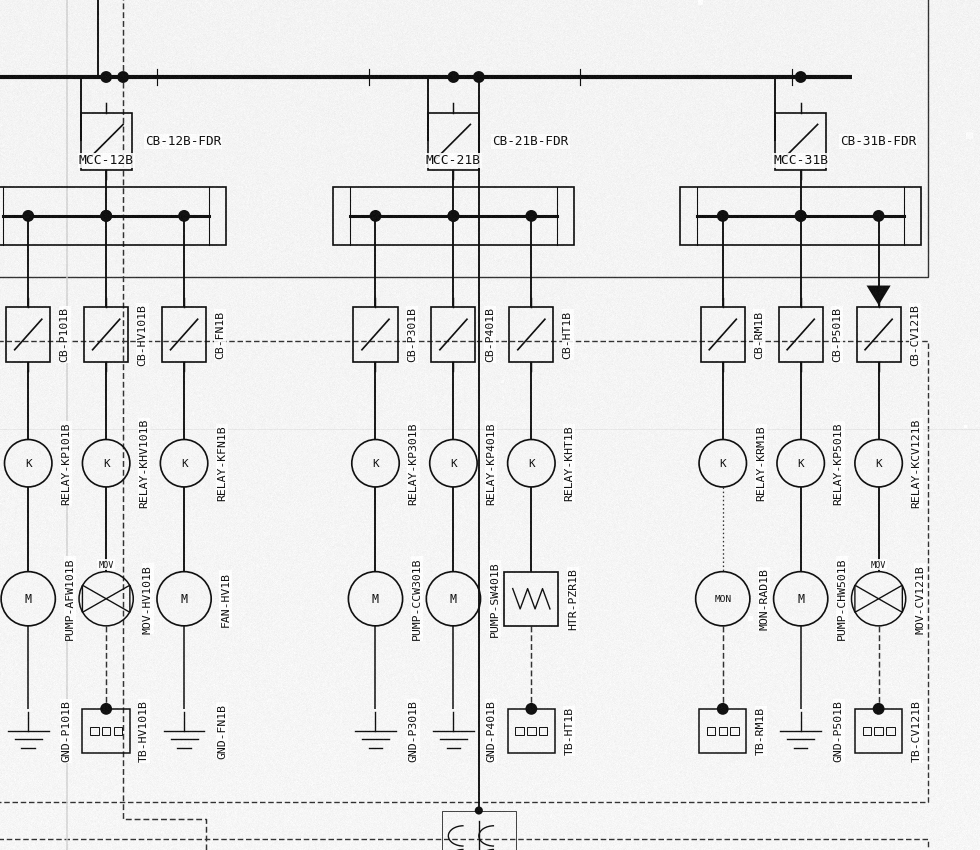 CB-12B-FDR
CB-21B-FDR
CB-31B-FDR
MCC-12B
MCC-21B
MCC-31B
CB-P101B
CB-HV101B
CB-FN1B
CB-P301B
CB-P401B
CB-HT1B
CB-RM1B
CB-P501B
CB-CV121B
K
RELAY-KP101B
K
RELAY-KHV101B
K
RELAY-KFN1B
K
RELAY-KP301B
K
RELAY-KP401B
K
RELAY-KHT1B
K
RELAY-KRM1B
K
RELAY-KP501B
K
RELAY-KCV121B
M
PUMP-AFW101B
MOV
MOV-HV101B
M
FAN-HV1B
M
PUMP-CCW301B
M
PUMP-SW401B
HTR-PZR1B
MON
MON-RAD1B
M
PUMP-CHW501B
MOV
MOV-CV121B
GND-P101B
TB-HV101B
GND-FN1B
GND-P301B
GND-P401B
TB-HT1B
TB-RM1B
GND-P501B
TB-CV121B